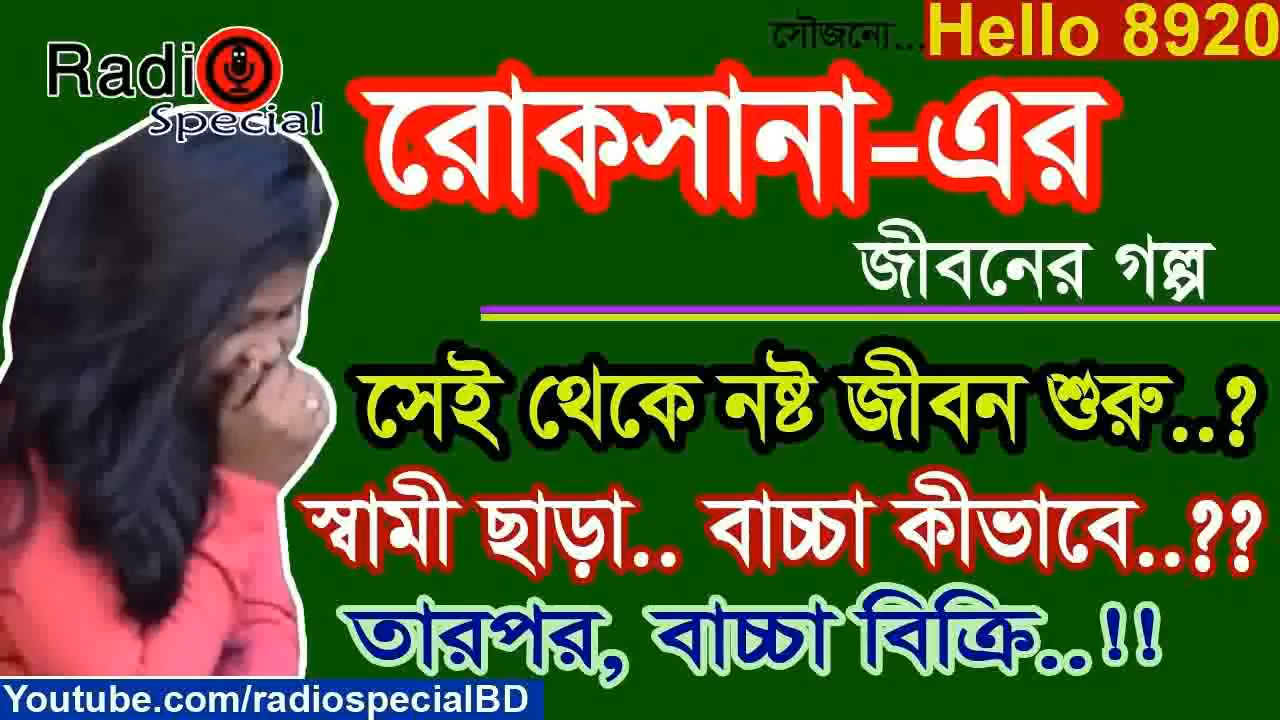 সৌজন্যে... Hello 8920
Radio
Special
রোকসানা-এর
জীবনের গল্প
সেই থেকে নষ্ট জীবন শুরু..?
স্বামী ছাড়া.. বাচ্চা কীভাবে..??
তারপর, বাচ্চা বিক্রি..!!
Youtube.com/radiospecialBD